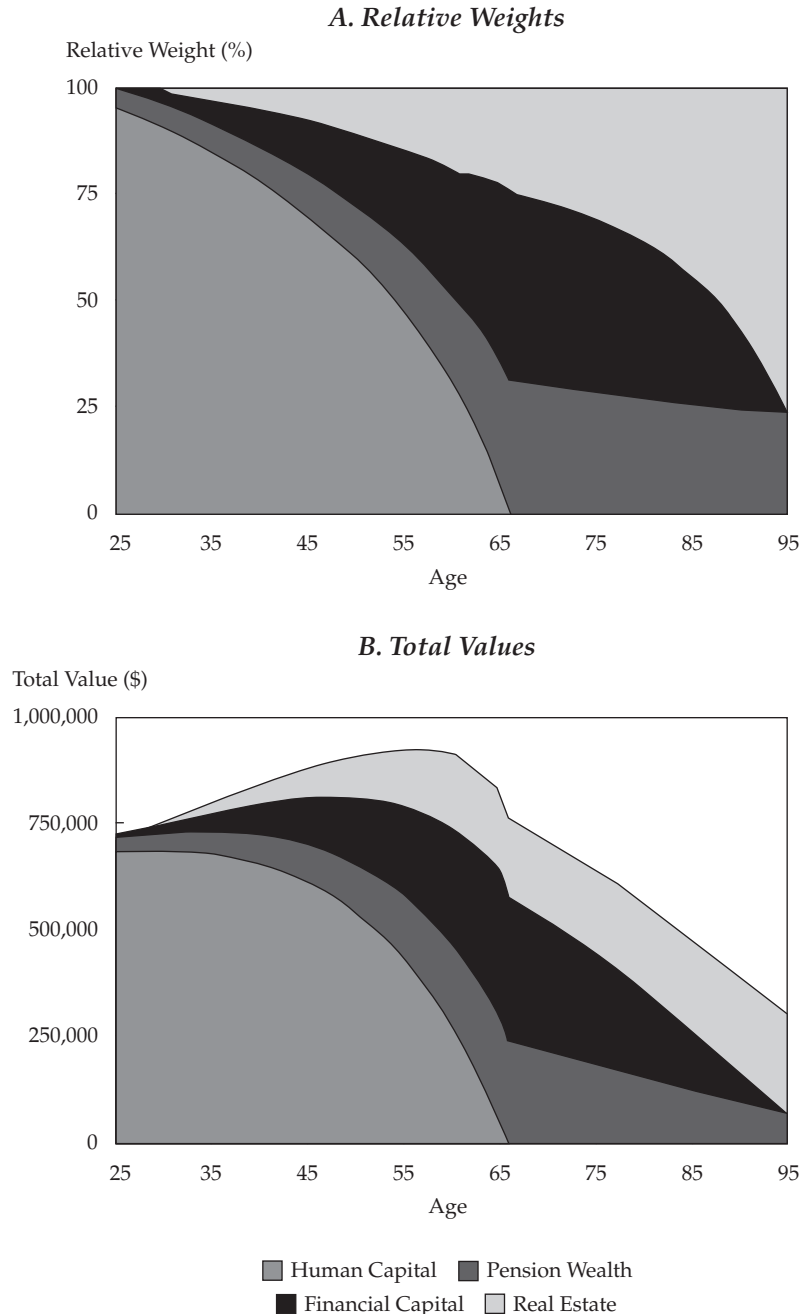 A. Relative Weights
Relative Weight (%)
100
75
50
25
0
25 35 45 55 65 75 85 95
Age
B. Total Values
Total Value ($)
1,000,000
750,000
500,000
250,000
0
25 35 45 55 65 75 85 95
Age
Human Capital Pension Wealth
Financial Capital Real Estate